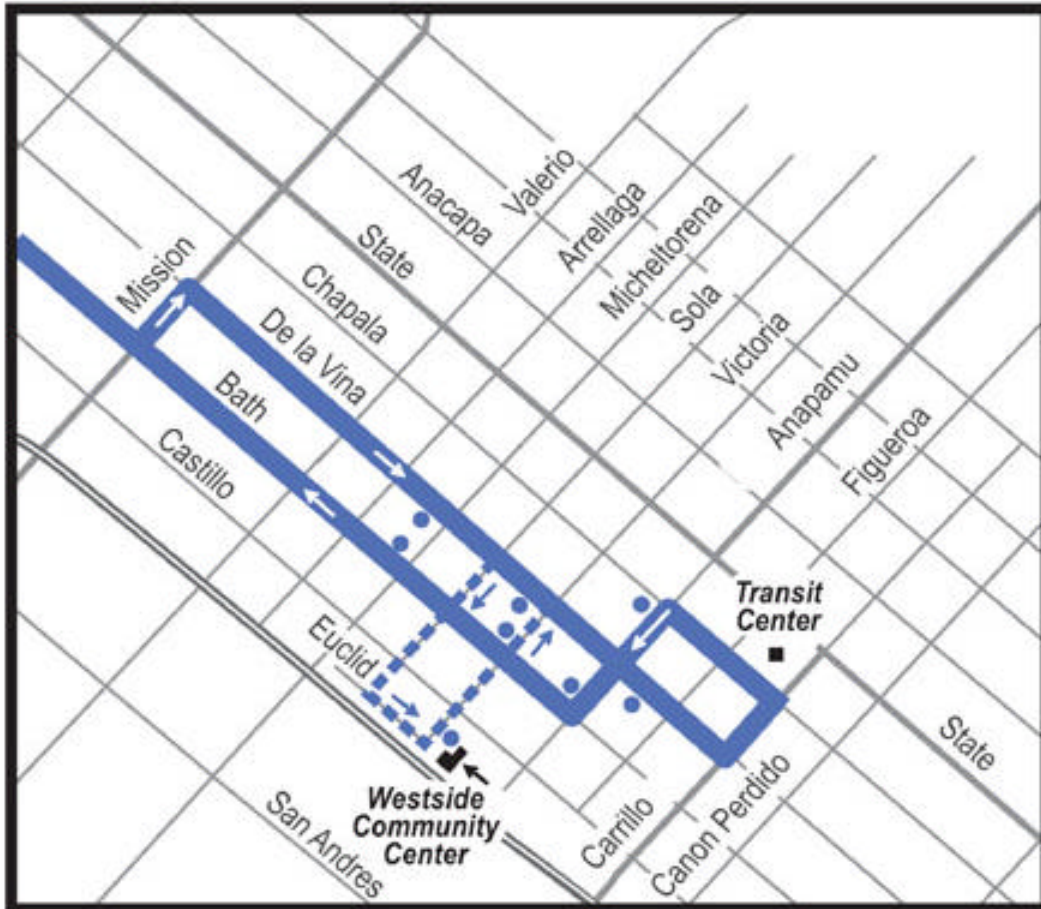 Valerio
Anacapa
Arrellaga
Micheltorena
State
Mission
Chapala
Sola
De la Vina
Victoria
Anapamu
Bath
Figueroa
Castillo
Transit
Center
Euclid
State
Westside
Community
Center
San Andres
Carrillo
Canon Perdido